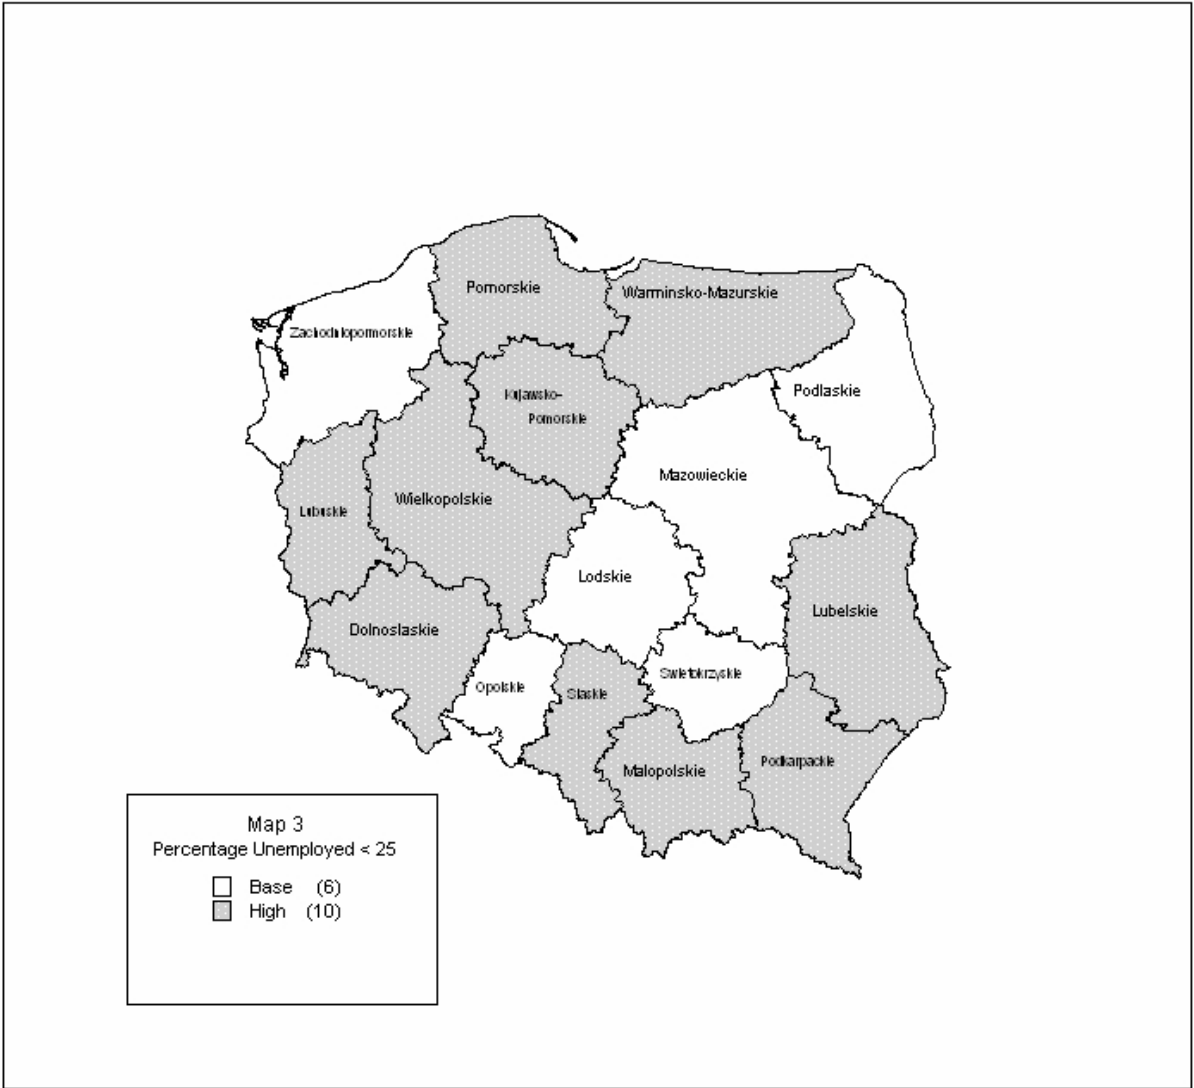 Pomorskie
Warminsko-Mazurskie
Zachodniopormorskie
Podlaskie
Kujawsko-
Pomorskie
Mazowieckie
Wielkopolskie
Lubuskie
Lodskie
Lubelskie
Dolnoslaskie
Swietokrzyskie
Opolskie
Slaskie
Malopolskie
Podkarpackie
Map 3
Percentage Unemployed < 25
Base (6)
High (10)